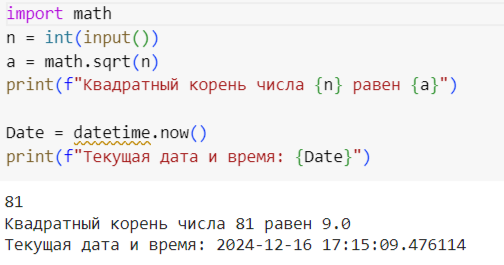 import math
n = int(input())
a = math.sqrt(n)
print(f"Квадратный корень числа {n} равен {a}")
Date = datetime.now()
print(f"Текущая дата и время: {Date}")
81
Квадратный корень числа 81 равен 9.0
Текущая дата и время: 2024-12-16 17:15:09.476114